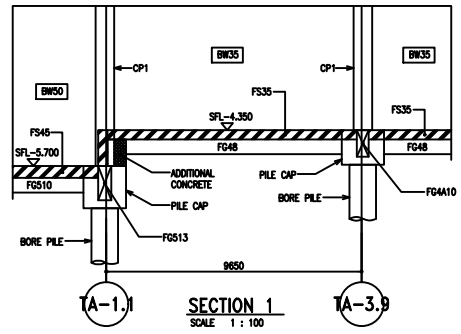 CP1
BW35
CP1
BW35
BW50
FS35
FS35
SFL-4.350
FS45
SFL-5.700
FG48
FG48
ADDITIONAL
CONCRETE
PILE CAP
FG510
PILE CAP
FG4A10
BORE PILE
BORE PILE
FG513
9650
TA-1.1
SECTION 1
SCALE 1 : 100
TA-3.9